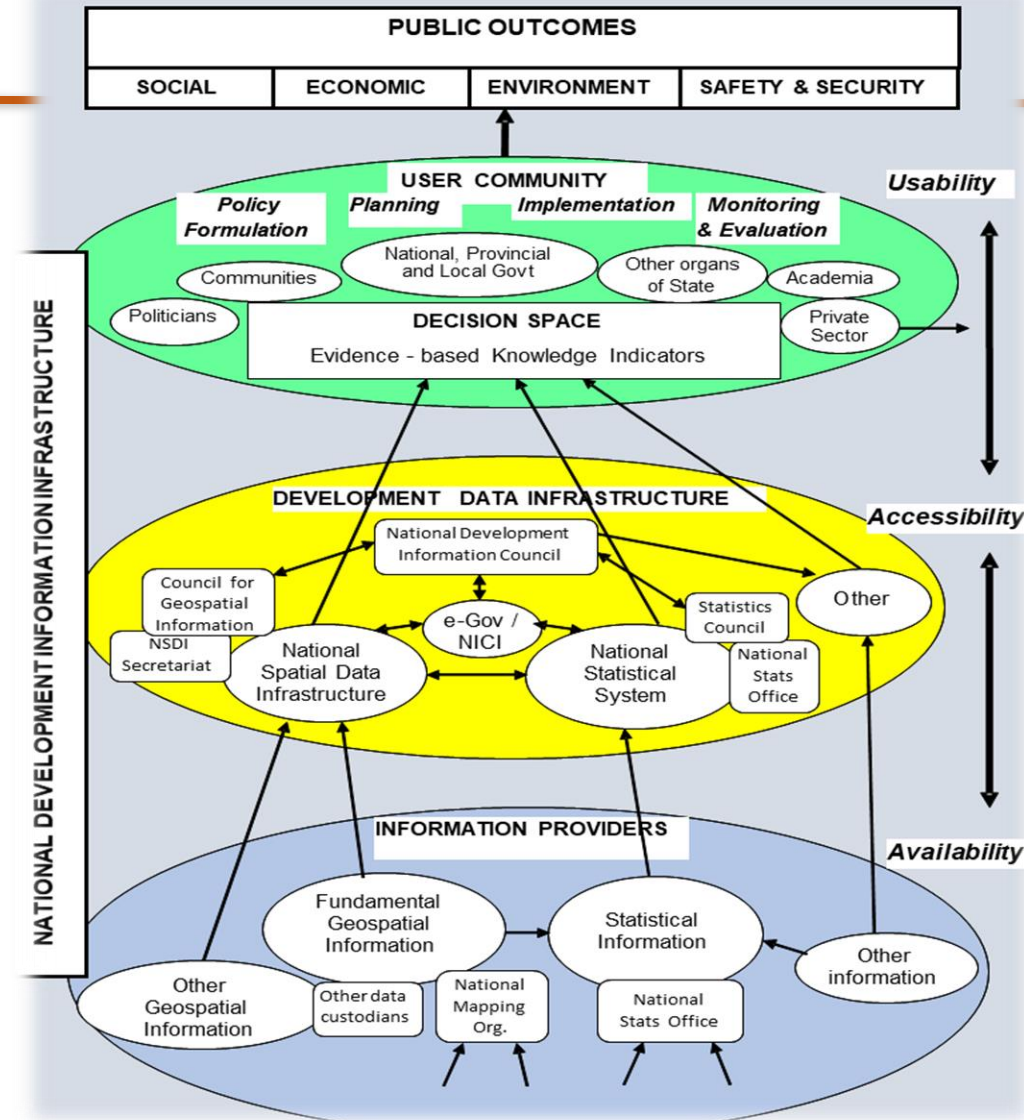 PUBLIC OUTCOMES
SOCIAL
ECONOMIC
ENVIRONMENT
SAFETY & SECURITY
USER COMMUNITY
Usability
Policy
Formulation
Planning
Implementation
Monitoring
& Evaluation
National, Provincial
and Local Govt
Communities
Other organs
of State
Academia
Politicians
Private
Sector
DECISION SPACE
Evidence - based Knowledge Indicators
NATIONAL DEVELOPMENT INFORMATION INFRASTRUCTURE
DEVELOPMENT DATA INFRASTRUCTURE
Accessibility
National Development
Information Council
Council for
Geospatial
Information
e-Gov /
NICI
Statistics
Council
Other
NSDI
Secretariat
National
Spatial Data
Infrastructure
National
Statistical
System
National
Stats
Office
INFORMATION PROVIDERS
Availability
Fundamental
Geospatial
Information
Statistical
Information
Other
information
Other
Geospatial
Information
Other data
custodians
National
Mapping
Org.
National
Stats Office